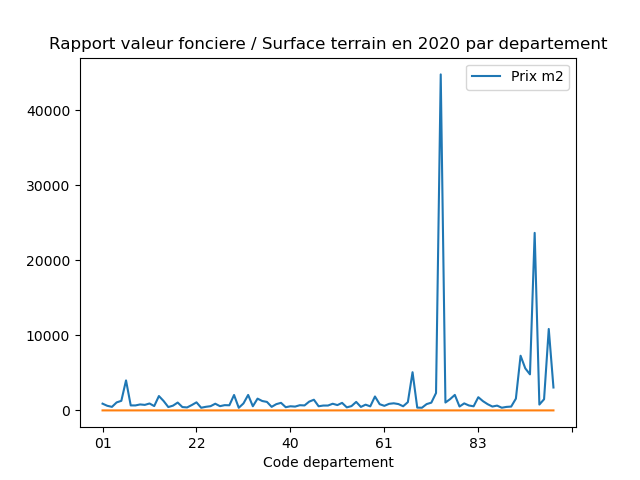 Rapport valeur fonciere / Surface terrain en 2020 par departement
Prix m2
40000
30000
20000
10000
0
01 22 40 61 83
Code departement